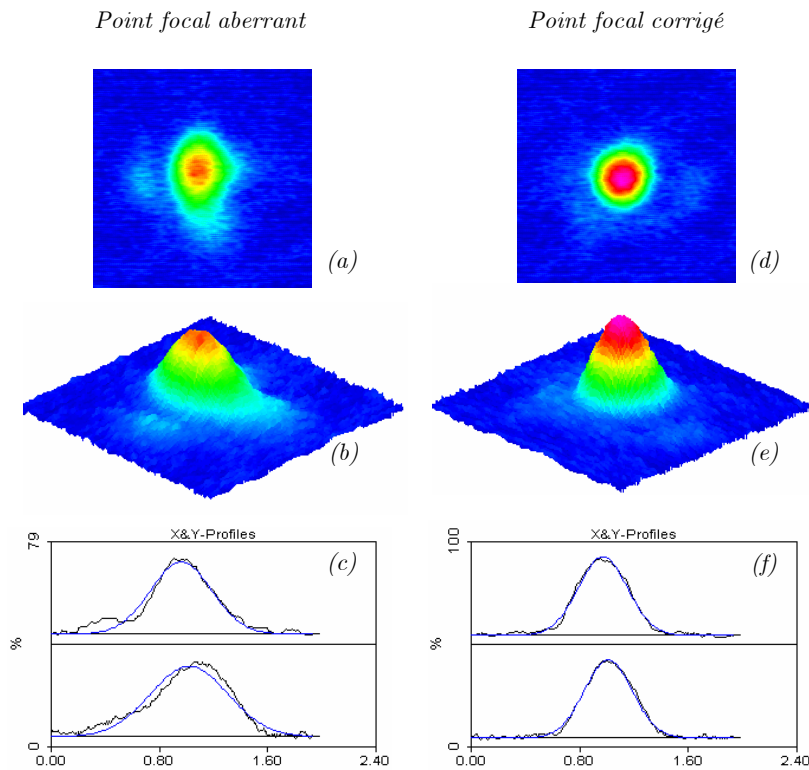 Point focal aberrant
Point focal corrigé
(a)
(d)
(b)
(e)
X&Y-Profiles
79
(c)
%
0
0.00 0.80 1.60 2.40
X&Y-Profiles
100
(f)
%
0
0.00 0.80 1.60 2.40